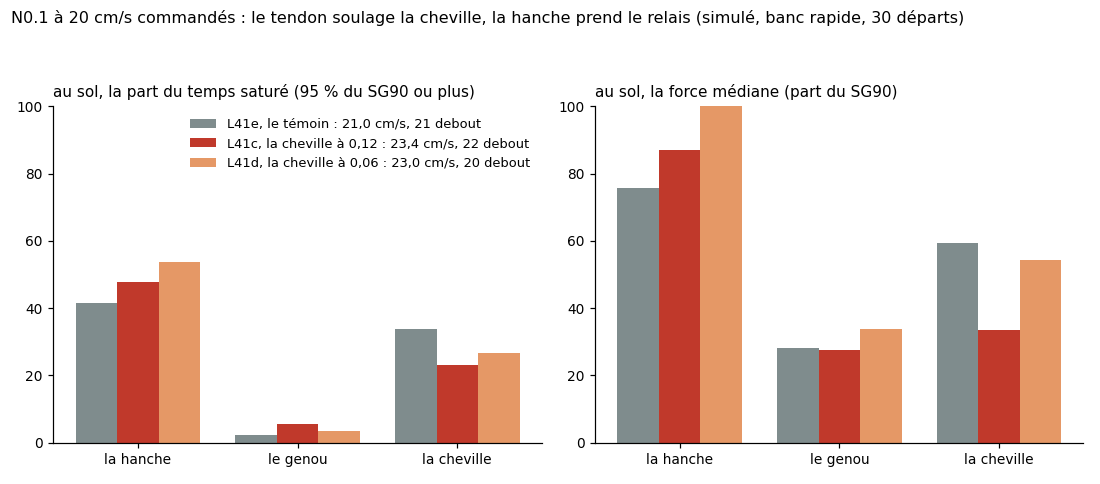 N0.1 à 20 cm/s commandés : le tendon soulage la cheville, la hanche prend le relais (simulé, banc rapide, 30 départs)
au sol, la part du temps saturé (95 % du SG90 ou plus)
100
80
60
40
20
0
L41e, le témoin : 21,0 cm/s, 21 debout
L41c, la cheville à 0,12 : 23,4 cm/s, 22 debout
L41d, la cheville à 0,06 : 23,0 cm/s, 20 debout
la hanche
le genou
la cheville
au sol, la force médiane (part du SG90)
100
80
60
40
20
0
la hanche
le genou
la cheville